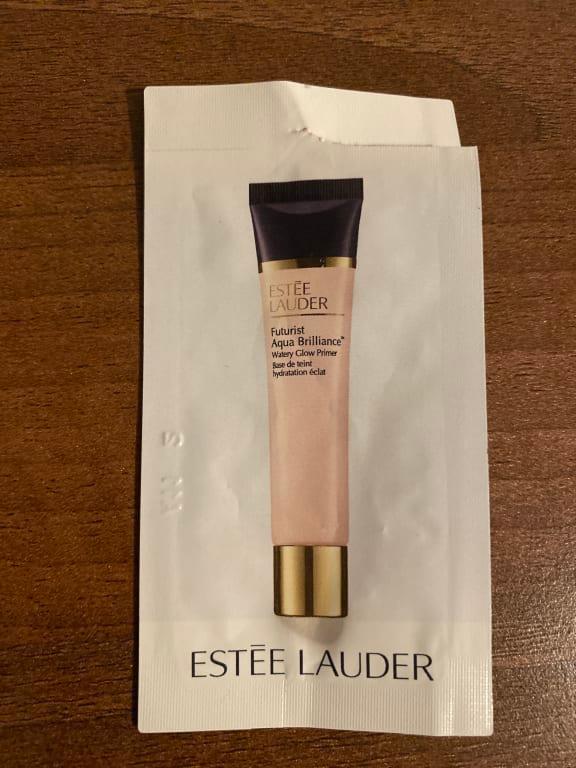 ESTĒE
LAUDER
Futurist
Aqua Brilliance™
Watery Glow Primer
Base de teint
hydratation éclat
ESTĒE LAUDER